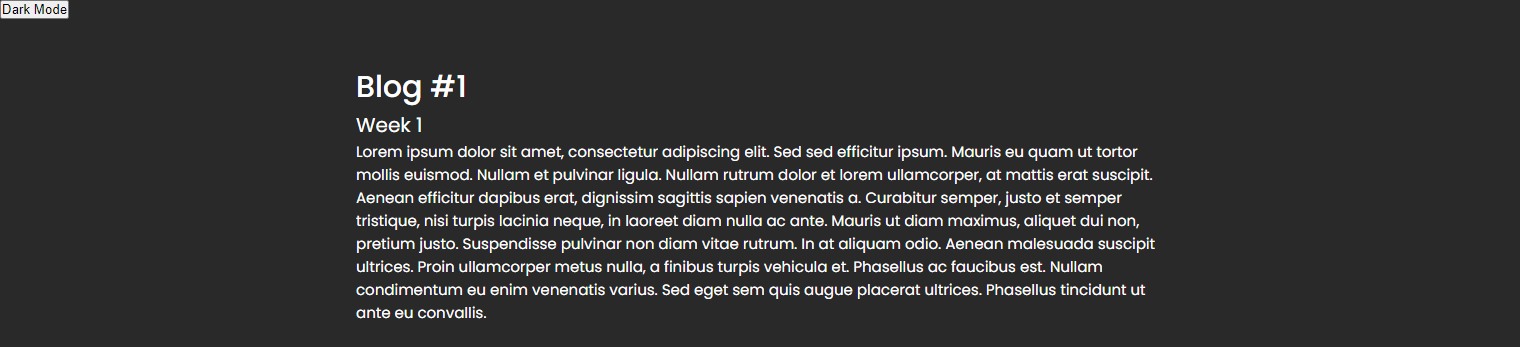 Dark Mode
Blog #1
Week 1
Lorem ipsum dolor sit amet, consectetur adipiscing elit. Sed sed efficitur ipsum. Mauris eu quam ut tortor
mollis euismod. Nullam et pulvinar ligula. Nullam rutrum dolor et lorem ullamcorper, at mattis erat suscipit.
Aenean efficitur dapibus erat, dignissim sagittis sapien venenatis a. Curabitur semper, justo et semper
tristique, nisi turpis lacinia neque, in laoreet diam nulla ac ante. Mauris ut diam maximus, aliquet dui non,
pretium justo. Suspendisse pulvinar non diam vitae rutrum. In at aliquam odio. Aenean malesuada suscipit
ultrices. Proin ullamcorper metus nulla, a finibus turpis vehicula et. Phasellus ac faucibus est. Nullam
condimentum eu enim venenatis varius. Sed eget sem quis augue placerat ultrices. Phasellus tincidunt ut
ante eu convallis.